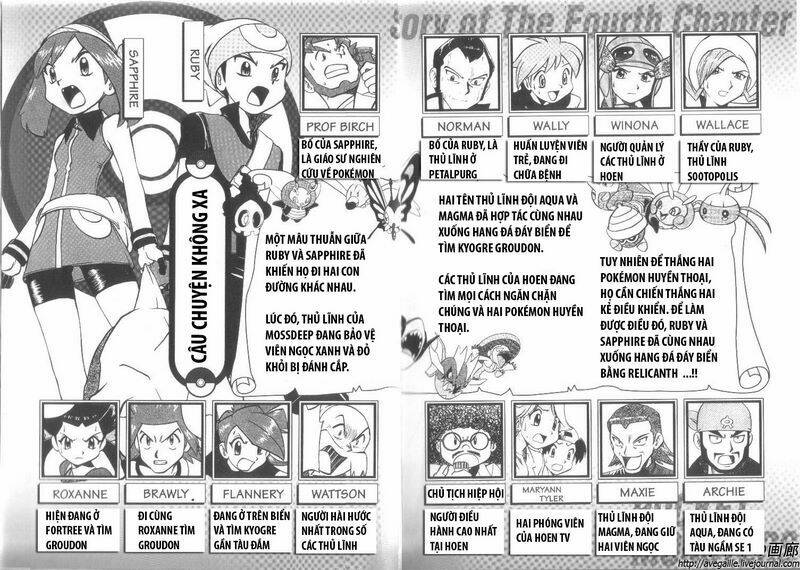 Story of The Fourth Chapter
SAPPHIRE
RUBY
PROF BIRCH
BỐ CỦA SAPPHIRE,
LÀ GIÁO SƯ NGHIÊN
CỨU VỀ POKÉMON
NORMAN
BỐ CỦA RUBY, LÀ
THỦ LĨNH Ở
PETALPURG
WALLY
HUẤN LUYỆN VIÊN
TRẺ, ĐANG ĐI
CHỮA BỆNH
WINONA
NGƯỜI QUẢN LÝ
CÁC THỦ LĨNH Ở
HOEN
WALLACE
THẦY CỦA RUBY,
THỦ LĨNH
SOOTOPOLIS
CÂU CHUYỆN KHÔNG XA
MỘT MÂU THUẪN GIỮA
RUBY VÀ SAPPHIRE ĐÃ
KHIẾN HỌ ĐI HAI CON
ĐƯỜNG KHÁC NHAU.
LÚC ĐÓ, THỦ LĨNH CỦA
MOSSDEEP ĐANG BẢO VỆ
VIÊN NGỌC XANH VÀ ĐỎ
KHỎI BỊ ĐÁNH CẮP.
HAI TÊN THỦ LĨNH ĐỘI AQUA VÀ
MAGMA ĐÃ HỢP TÁC CÙNG NHAU
XUỐNG HANG ĐÁ ĐÁY BIỂN ĐỂ
TÌM KYOGRE GROUDON.
CÁC THỦ LĨNH CỦA HOEN ĐANG
TÌM MỌI CÁCH NGĂN CHẶN
CHÚNG VÀ HAI POKÉMON HUYỀN
THOẠI.
TUY NHIÊN ĐỂ THẮNG HAI
POKÉMON HUYỀN THOẠI,
HỌ CẦN CHIẾN THẮNG HAI
KẺ ĐIỀU KHIỂN. ĐỂ LÀM
ĐƯỢC ĐIỀU ĐÓ, RUBY VÀ
SAPPHIRE ĐÃ CÙNG NHAU
XUỐNG HANG ĐÁ ĐÁY BIỂN
BẰNG RELICANTH ...!!
ROXANNE
HIỆN ĐANG Ở
FORTREE VÀ TÌM
GROUDON
BRAWLY
ĐI CÙNG
ROXANNE TÌM
GROUDON
FLANNERY
ĐANG Ở TRÊN BIỂN
VÀ TÌM KYOGRE
GẦN TÀU ĐẮM
WATTSON
NGƯỜI HÀI HƯỚC
NHẤT TRONG SỐ
CÁC THỦ LĨNH
CHỦ TỊCH HIỆP HỘI
NGƯỜI ĐIỀU
HÀNH CAO NHẤT
TẠI HOEN
MARYANN
TYLER
HAI PHÓNG VIÊN
CỦA HOEN TV
MAXIE
THỦ LĨNH ĐỘI
MAGMA, ĐANG GIỮ
HAI VIÊN NGỌC
ARCHIE
THỦ LĨNH ĐỘI
AQUA, ĐANG CÓ
TÀU NGẦM SE 1
画廊
http://avegaille.livejournal.com/